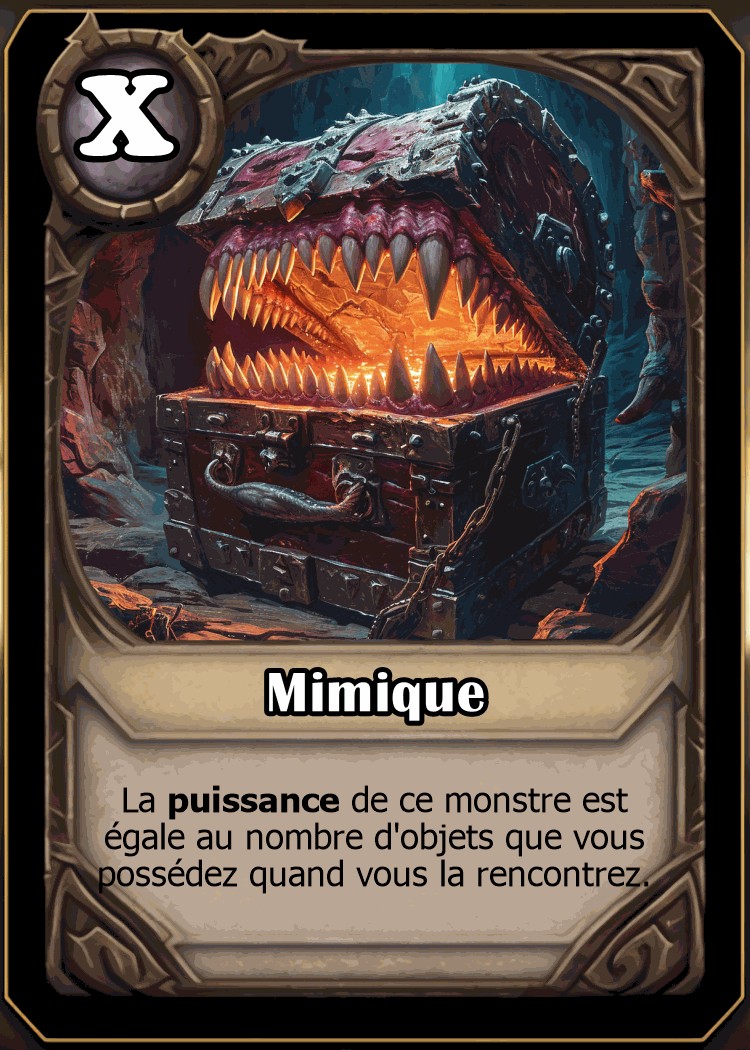 X
Mimique
La puissance de ce monstre est
égale au nombre d'objets que vous
possédez quand vous la rencontrez.